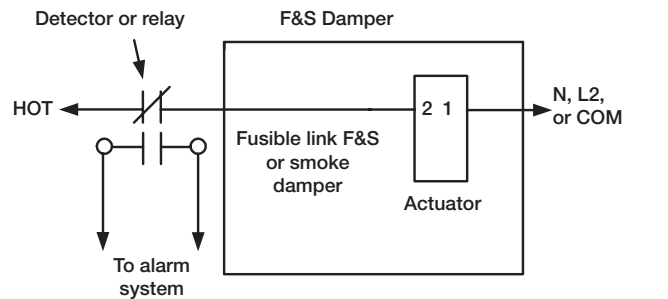 Detector or relay
F&S Damper
HOT
2 1
N, L2,
or COM
Fusible link F&S
or smoke
damper
Actuator
To alarm
system